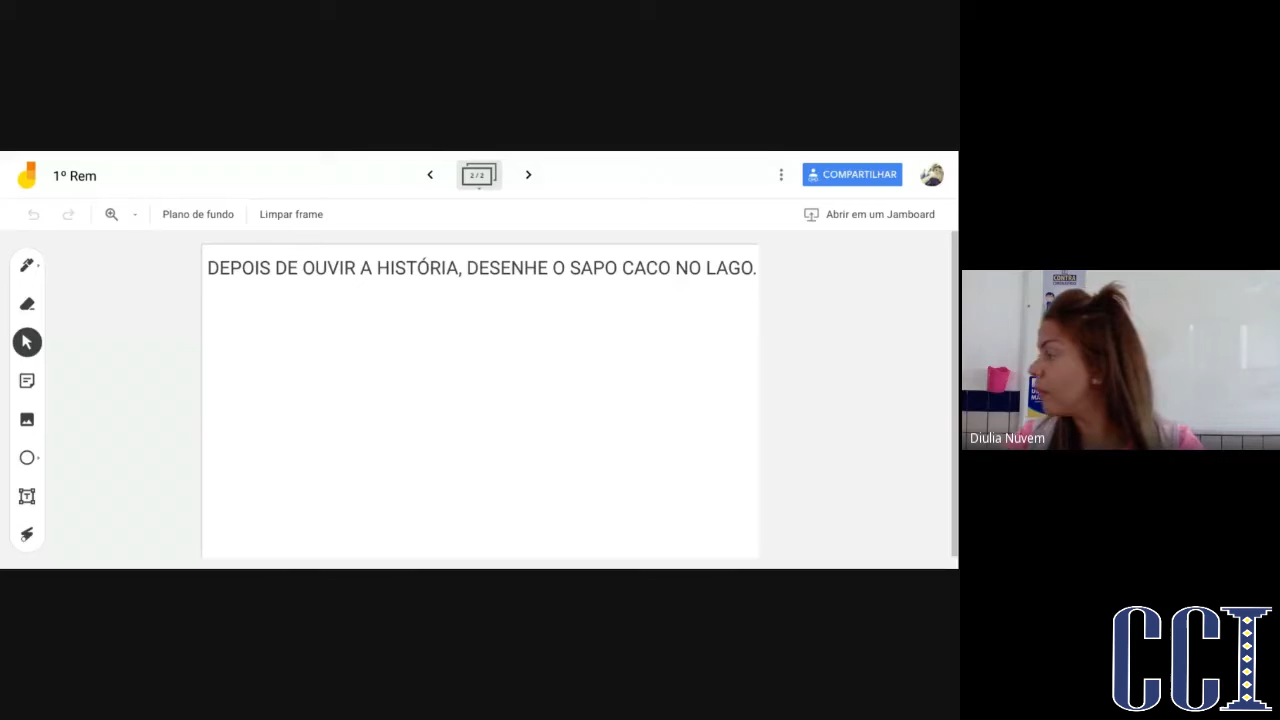 1º Rem
2 / 2
COMPARTILHAR
Plano de fundo
Limpar frame
Abrir em um Jamboard
DEPOIS DE OUVIR A HISTÓRIA, DESENHE O SAPO CACO NO LAGO.
CONTRA
Diulia Nuvem
CCI